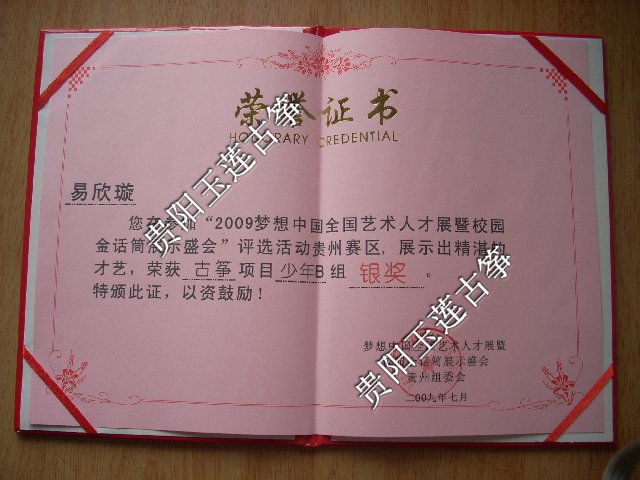 荣誉证书
HONORARY CREDENTIAL
易欣璇
您在参加“2009梦想中国全国艺术人才展暨校园
金话筒展示盛会”评选活动贵州赛区，展示出精湛的
才艺，荣获 古筝 项目 少年B 组 银奖 。
特颁此证，以资鼓励！
梦想中国全国艺术人才展暨
校园金话筒展示盛会
贵州组委会
二00九年七月
贵阳玉莲古筝
贵阳玉莲古筝